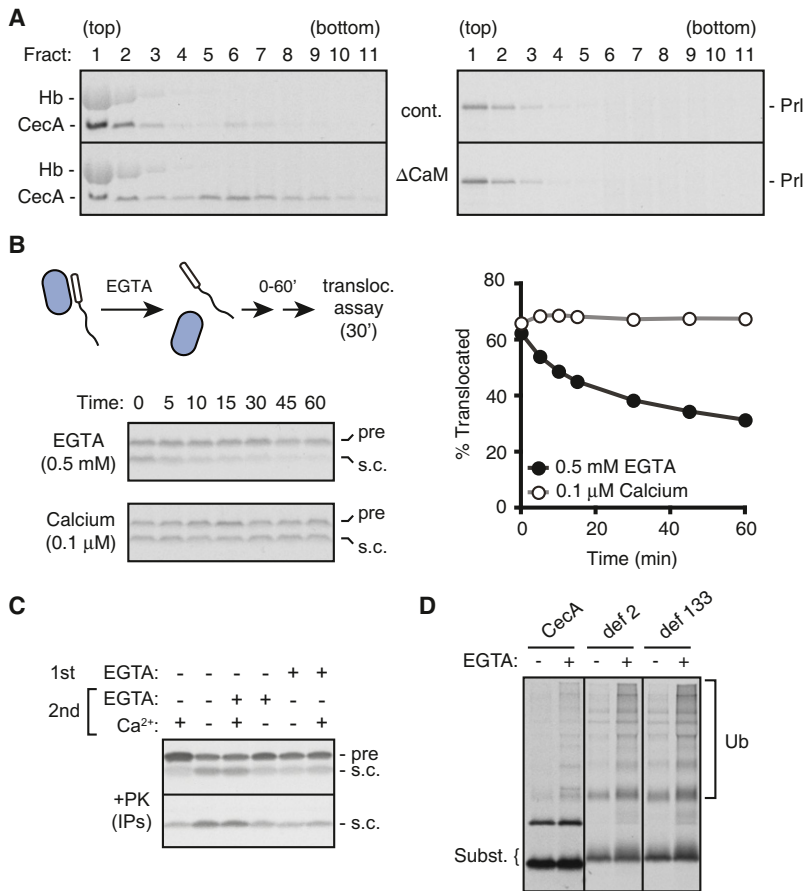 A
(top) (bottom) (top) (bottom)
Fract: 1 2 3 4 5 6 7 8 9 10 11 1 2 3 4 5 6 7 8 9 10 11
Hb -
CecA -
cont.
- Prl
Hb -
CecA -
ΔCaM
- Prl
B
EGTA
0-60'
transloc.
assay
(30')
Time: 0 5 10 15 30 45 60
EGTA
(0.5 mM)
pre
s.c.
Calcium
(0.1 μM)
pre
s.c.
% Translocated
80
60
40
20
0
0.5 mM EGTA
0.1 μM Calcium
0 20 40 60
Time (min)
C
1st EGTA: - - - - + +
2nd EGTA: - - + + - -
Ca2+: + - + - - +
- pre
- s.c.
+PK
(IPs)
- s.c.
D
CecA def 2 def 133
EGTA: - + - + - +
Ub
Subst. {